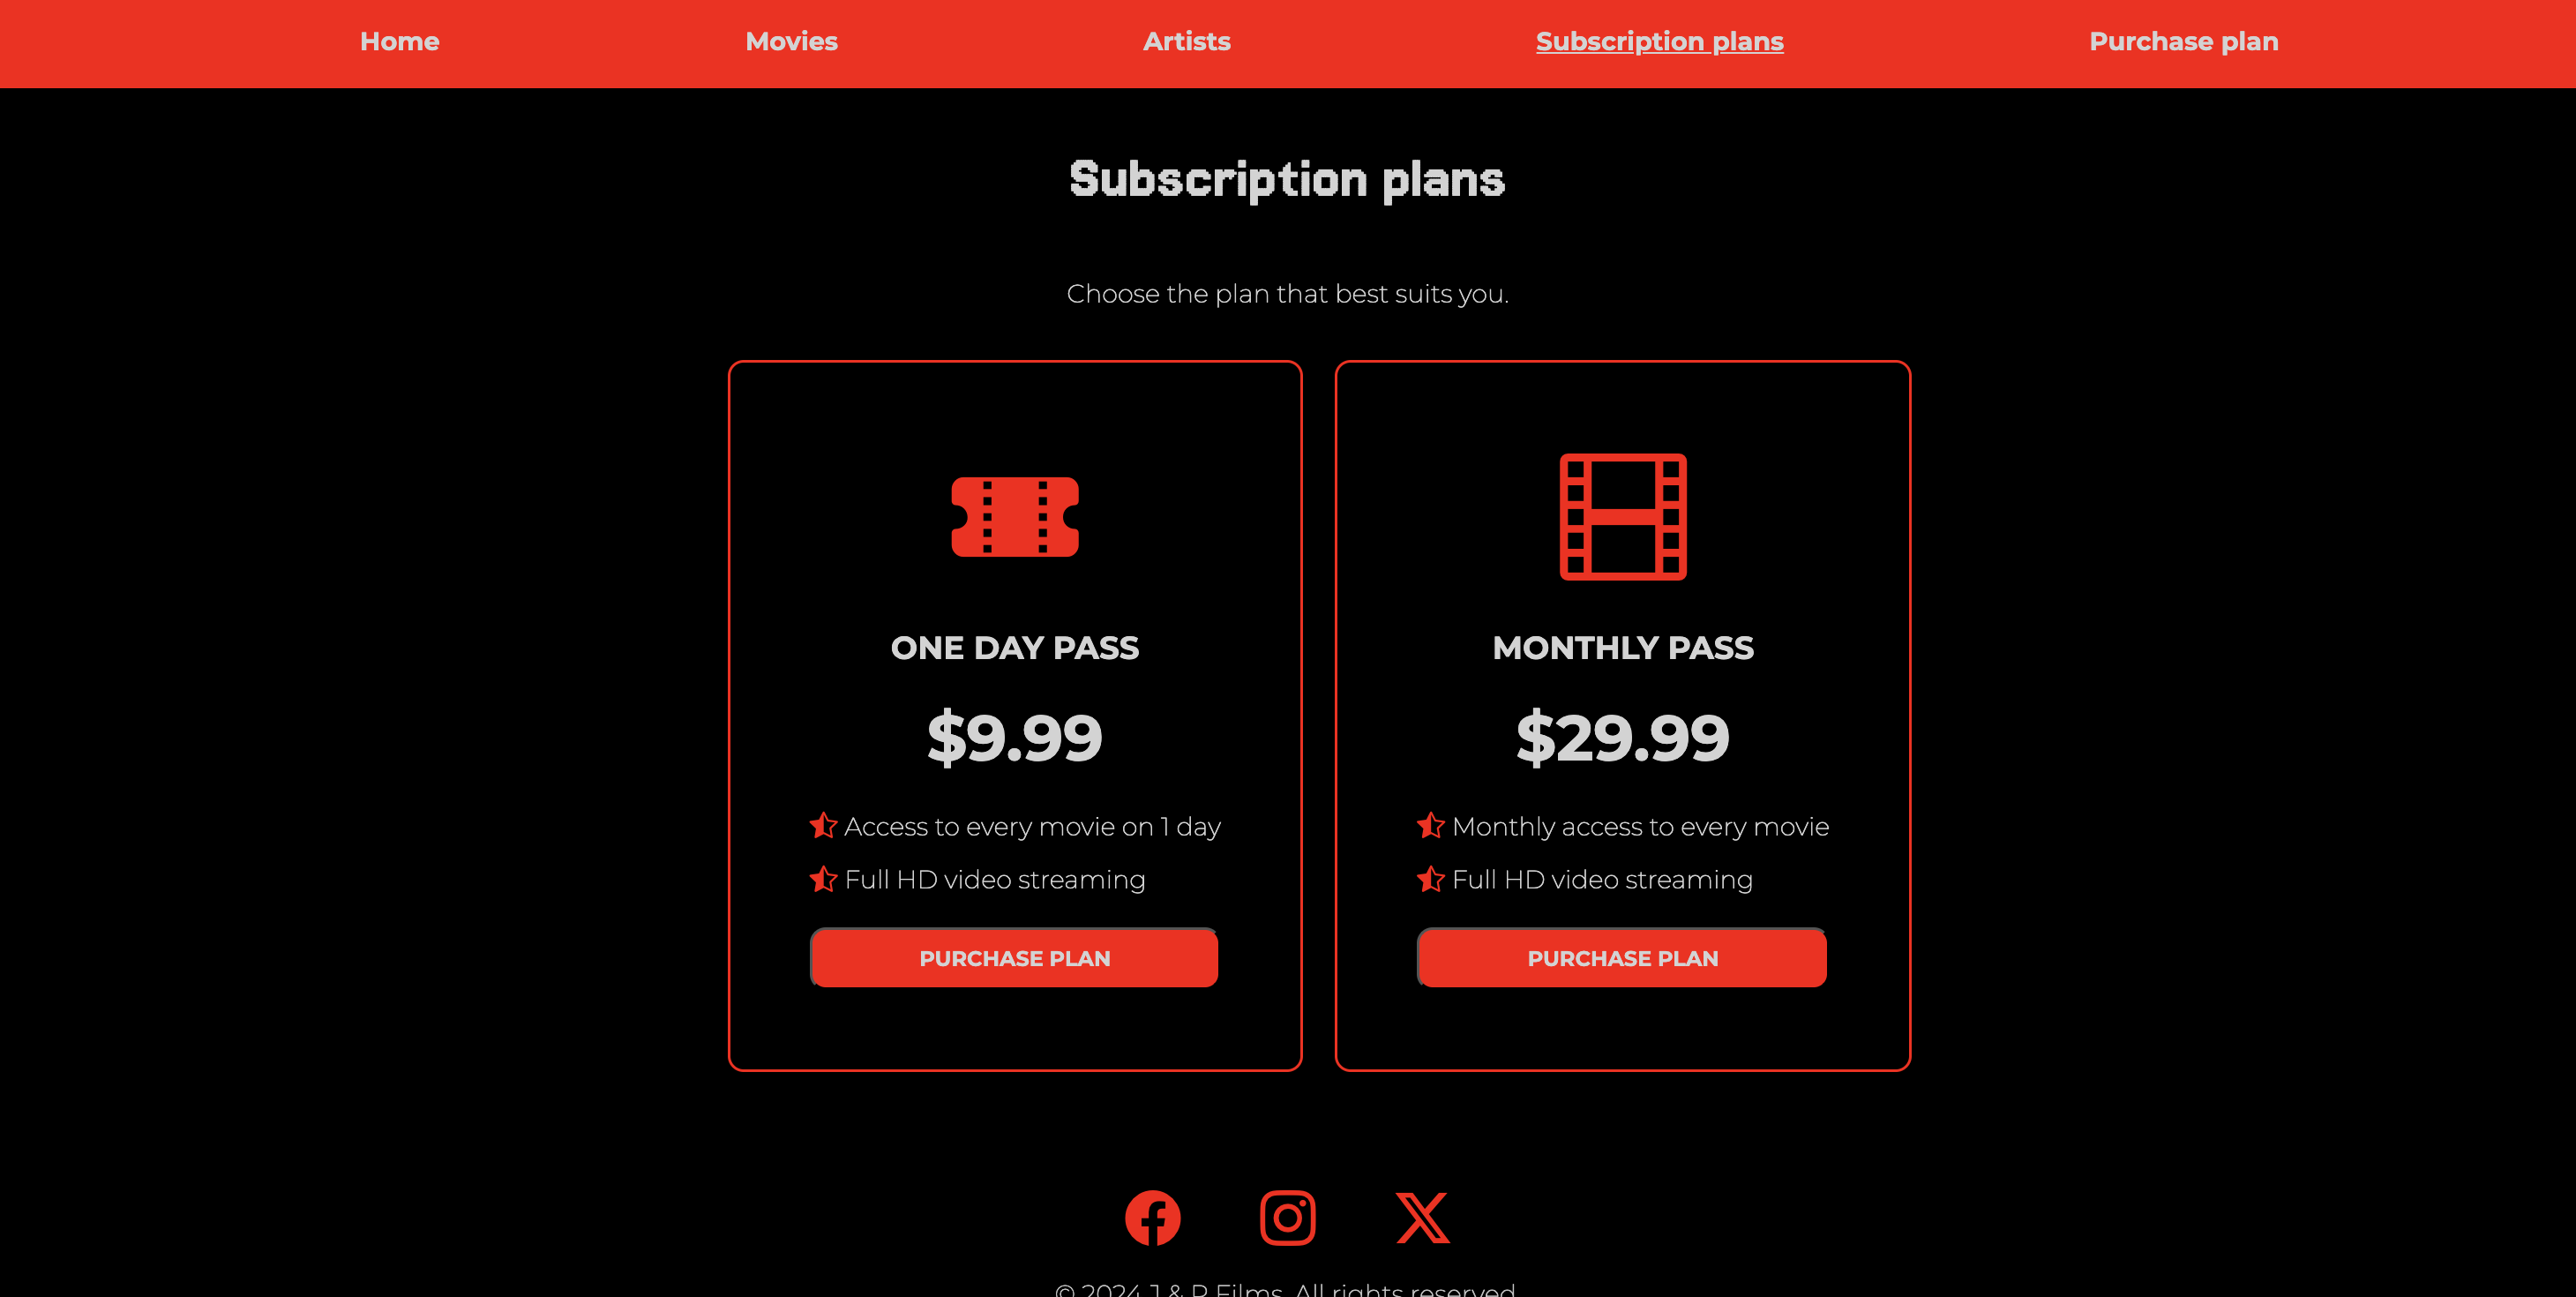 Home Movies Artists Subscription plans Purchase plan
Subscription plans
Choose the plan that best suits you.
ONE DAY PASS
$9.99
Access to every movie on 1 day
Full HD video streaming
PURCHASE PLAN
MONTHLY PASS
$29.99
Monthly access to every movie
Full HD video streaming
PURCHASE PLAN
© 2024 J & R Films. All rights reserved